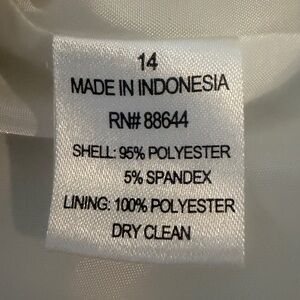 14
MADE IN INDONESIA
RN# 88644
SHELL: 95% POLYESTER
5% SPANDEX
LINING: 100% POLYESTER
DRY CLEAN